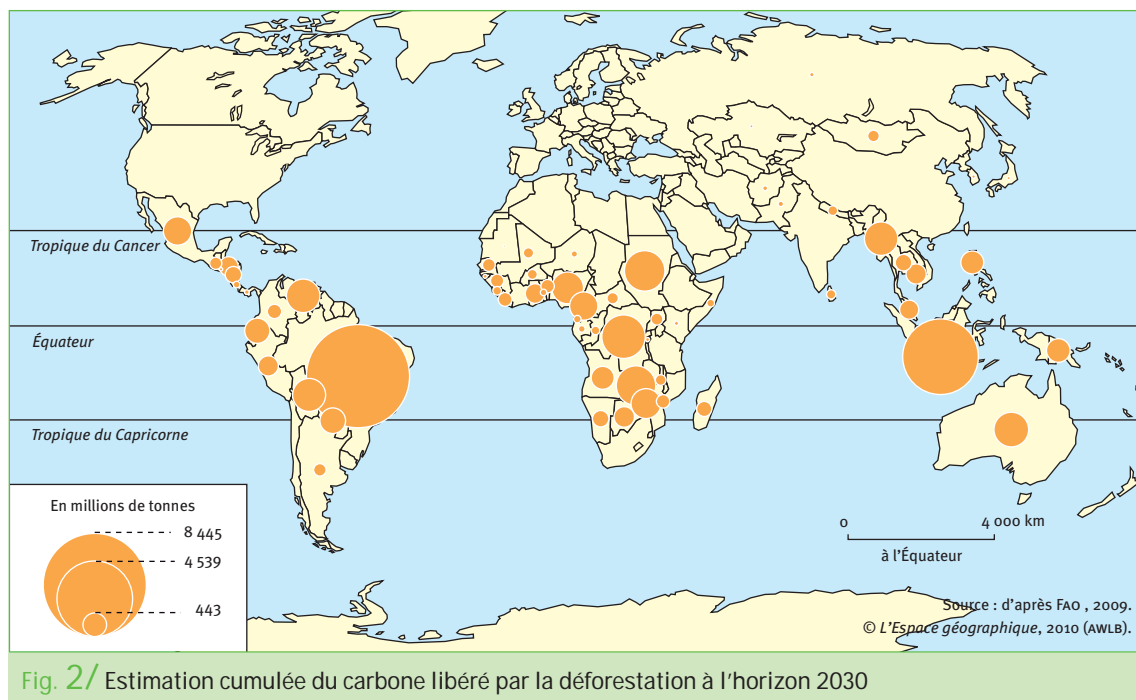 Tropique du Cancer
Équateur
Tropique du Capricorne
En millions de tonnes
8 445
4 539
443
0
4 000 km
à l'Équateur
Source : d'après FAO , 2009.
© L'Espace géographique, 2010 (AWLB).
Fig. 2/ Estimation cumulée du carbone libéré par la déforestation à l'horizon 2030